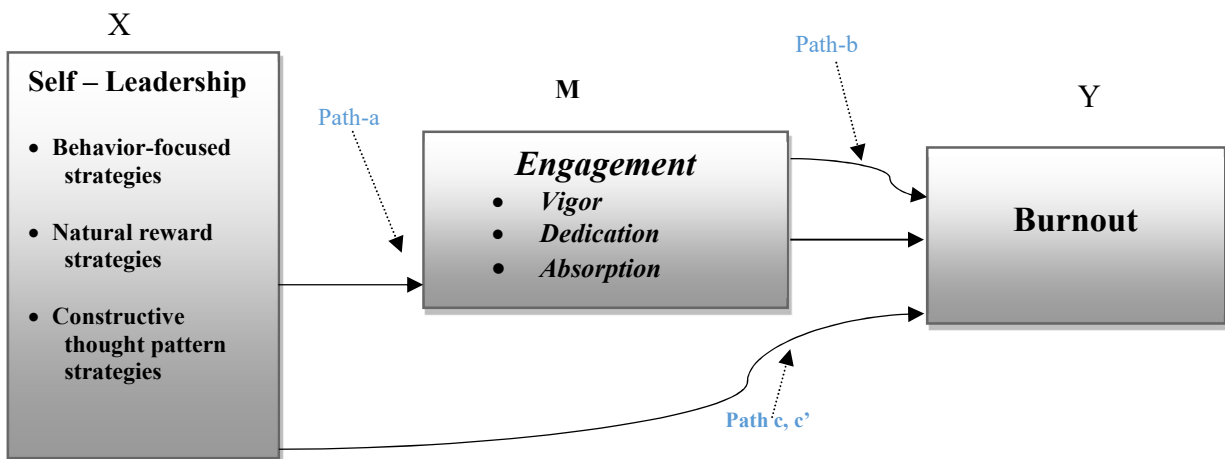 X
Self – Leadership
• Behavior-focused
strategies
• Natural reward
strategies
• Constructive
thought pattern
strategies
Path-a
M
Engagement
• Vigor
• Dedication
• Absorption
Path-b
Y
Burnout
Path c, c’